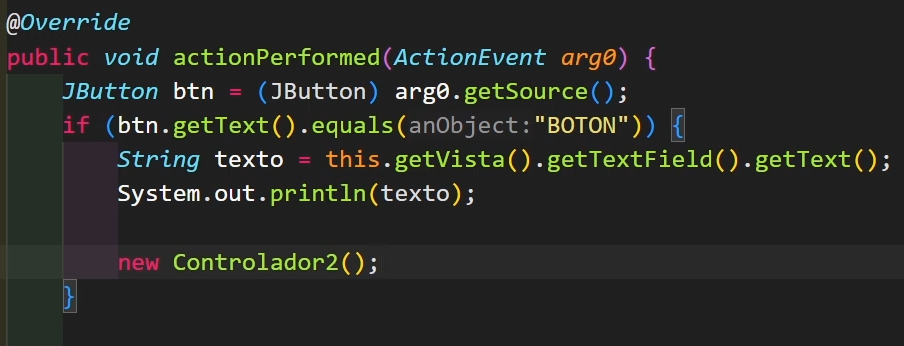 @Override
public void actionPerformed(ActionEvent arg0) {
    JButton btn = (JButton) arg0.getSource();
    if (btn.getText().equals(anObject:"BOTON")) {
        String texto = this.getVista().getTextField().getText();
        System.out.println(texto);

        new Controlador2();
    }